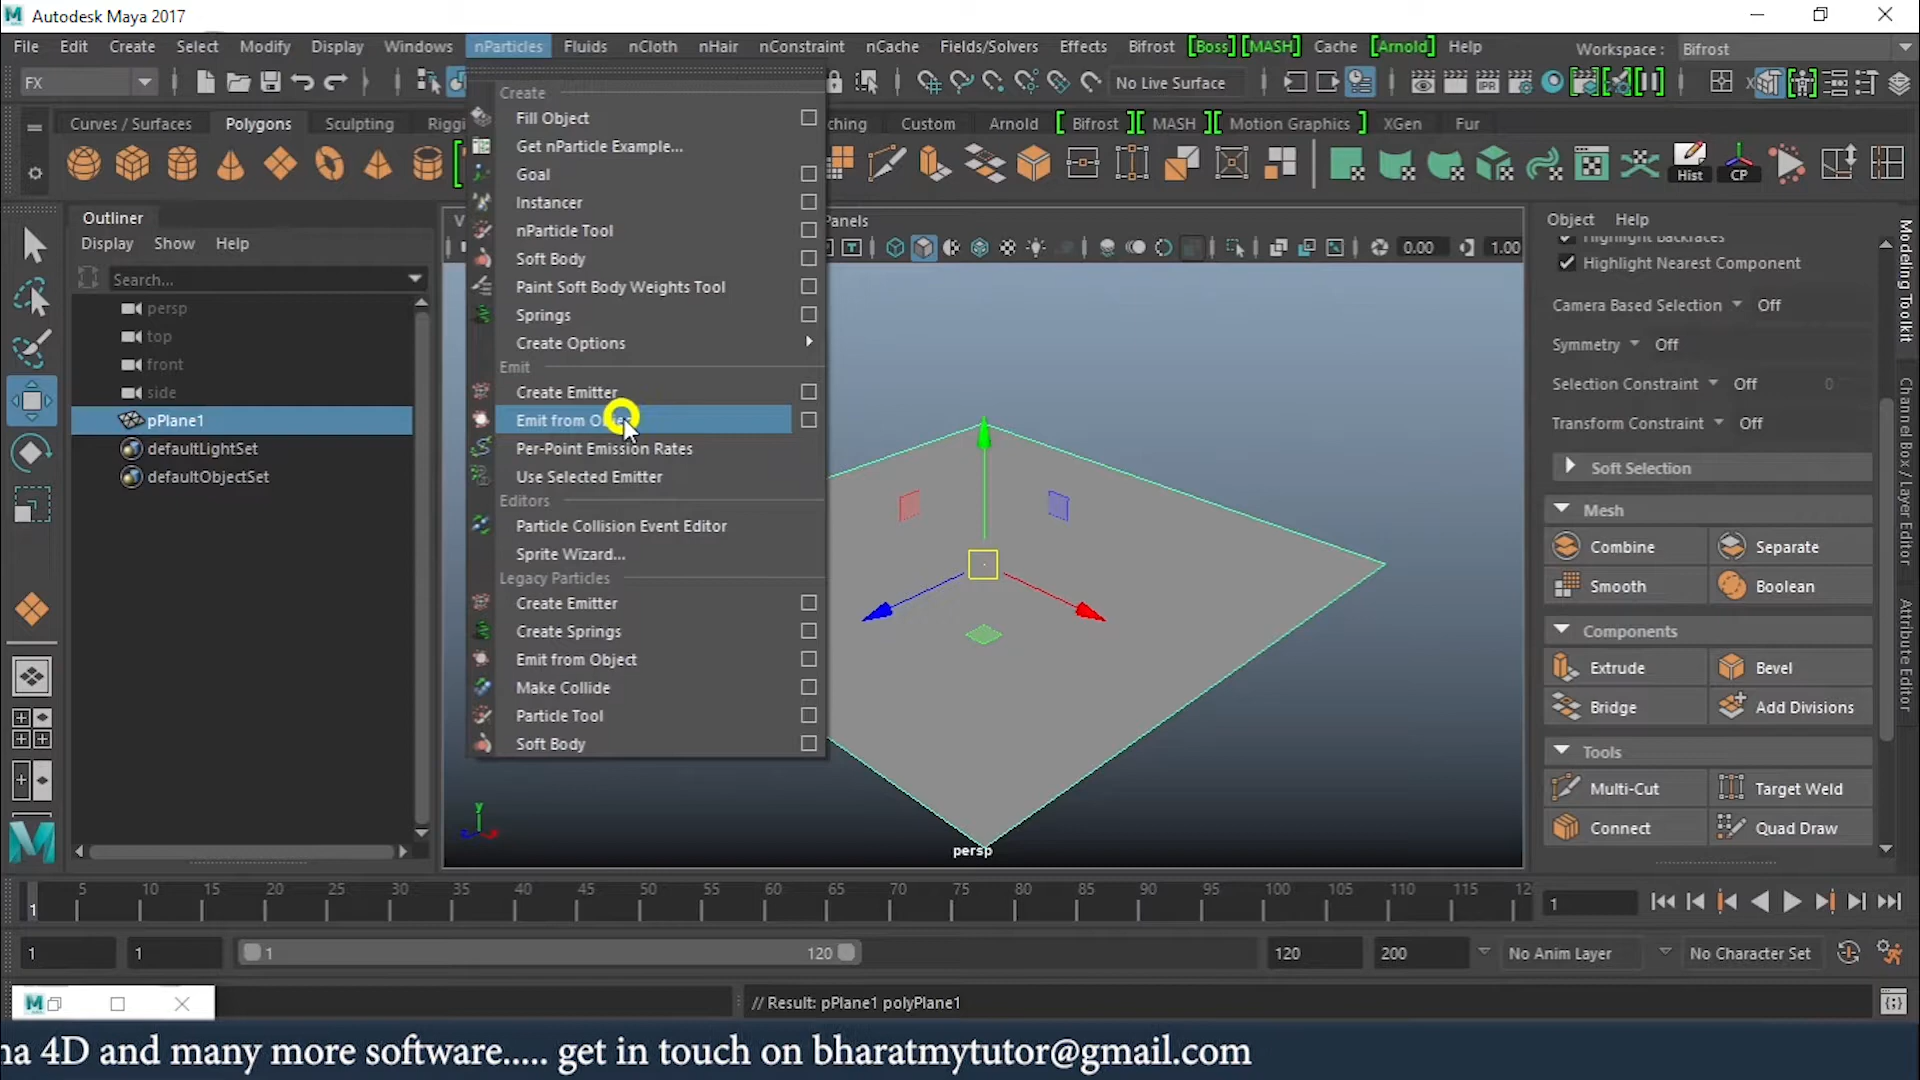 Autodesk Maya 2017
File Edit Create Select Modify Display Windows nParticles Fluids nCloth nHair nConstraint nCache Fields/Solvers Effects Bifrost [Boss] [MASH] Cache [Arnold] Help Workspace : Bifrost
FX No Live Surface
Curves / Surfaces Polygons Sculpting Riggi ching Custom Arnold [ Bifrost ][ MASH ][ Motion Graphics ] XGen Fur
Hist CP
Outliner
Display Show Help
Search...
persp
top
front
side
pPlane1
defaultLightSet
defaultObjectSet
Create
Fill Object
Get nParticle Example...
Goal
Instancer
nParticle Tool
Soft Body
Paint Soft Body Weights Tool
Springs
Create Options
Emit
Create Emitter
Emit from Object
Per-Point Emission Rates
Use Selected Emitter
Editors
Particle Collision Event Editor
Sprite Wizard...
Legacy Particles
Create Emitter
Create Springs
Emit from Object
Make Collide
Particle Tool
Soft Body
V Panels
0.00 1.00
y
persp
Object Help
Highlight Backfaces
Highlight Nearest Component
Camera Based Selection Off
Symmetry Off
Selection Constraint Off 0
Transform Constraint Off
Soft Selection
Mesh
Combine Separate
Smooth Boolean
Components
Extrude Bevel
Bridge Add Divisions
Tools
Multi-Cut Target Weld
Connect Quad Draw
Modeling Toolkit
Channel Box / Layer Editor
Attribute Editor
5 10 15 20 25 30 35 40 45 50 55 60 65 70 75 80 85 90 95 100 105 110 115 12
1 1
1 1 1 120 120 200 No Anim Layer No Character Set
M // Result: pPlane1 polyPlane1
na 4D and many more software..... get in touch on bharatmytutor@gmail.com